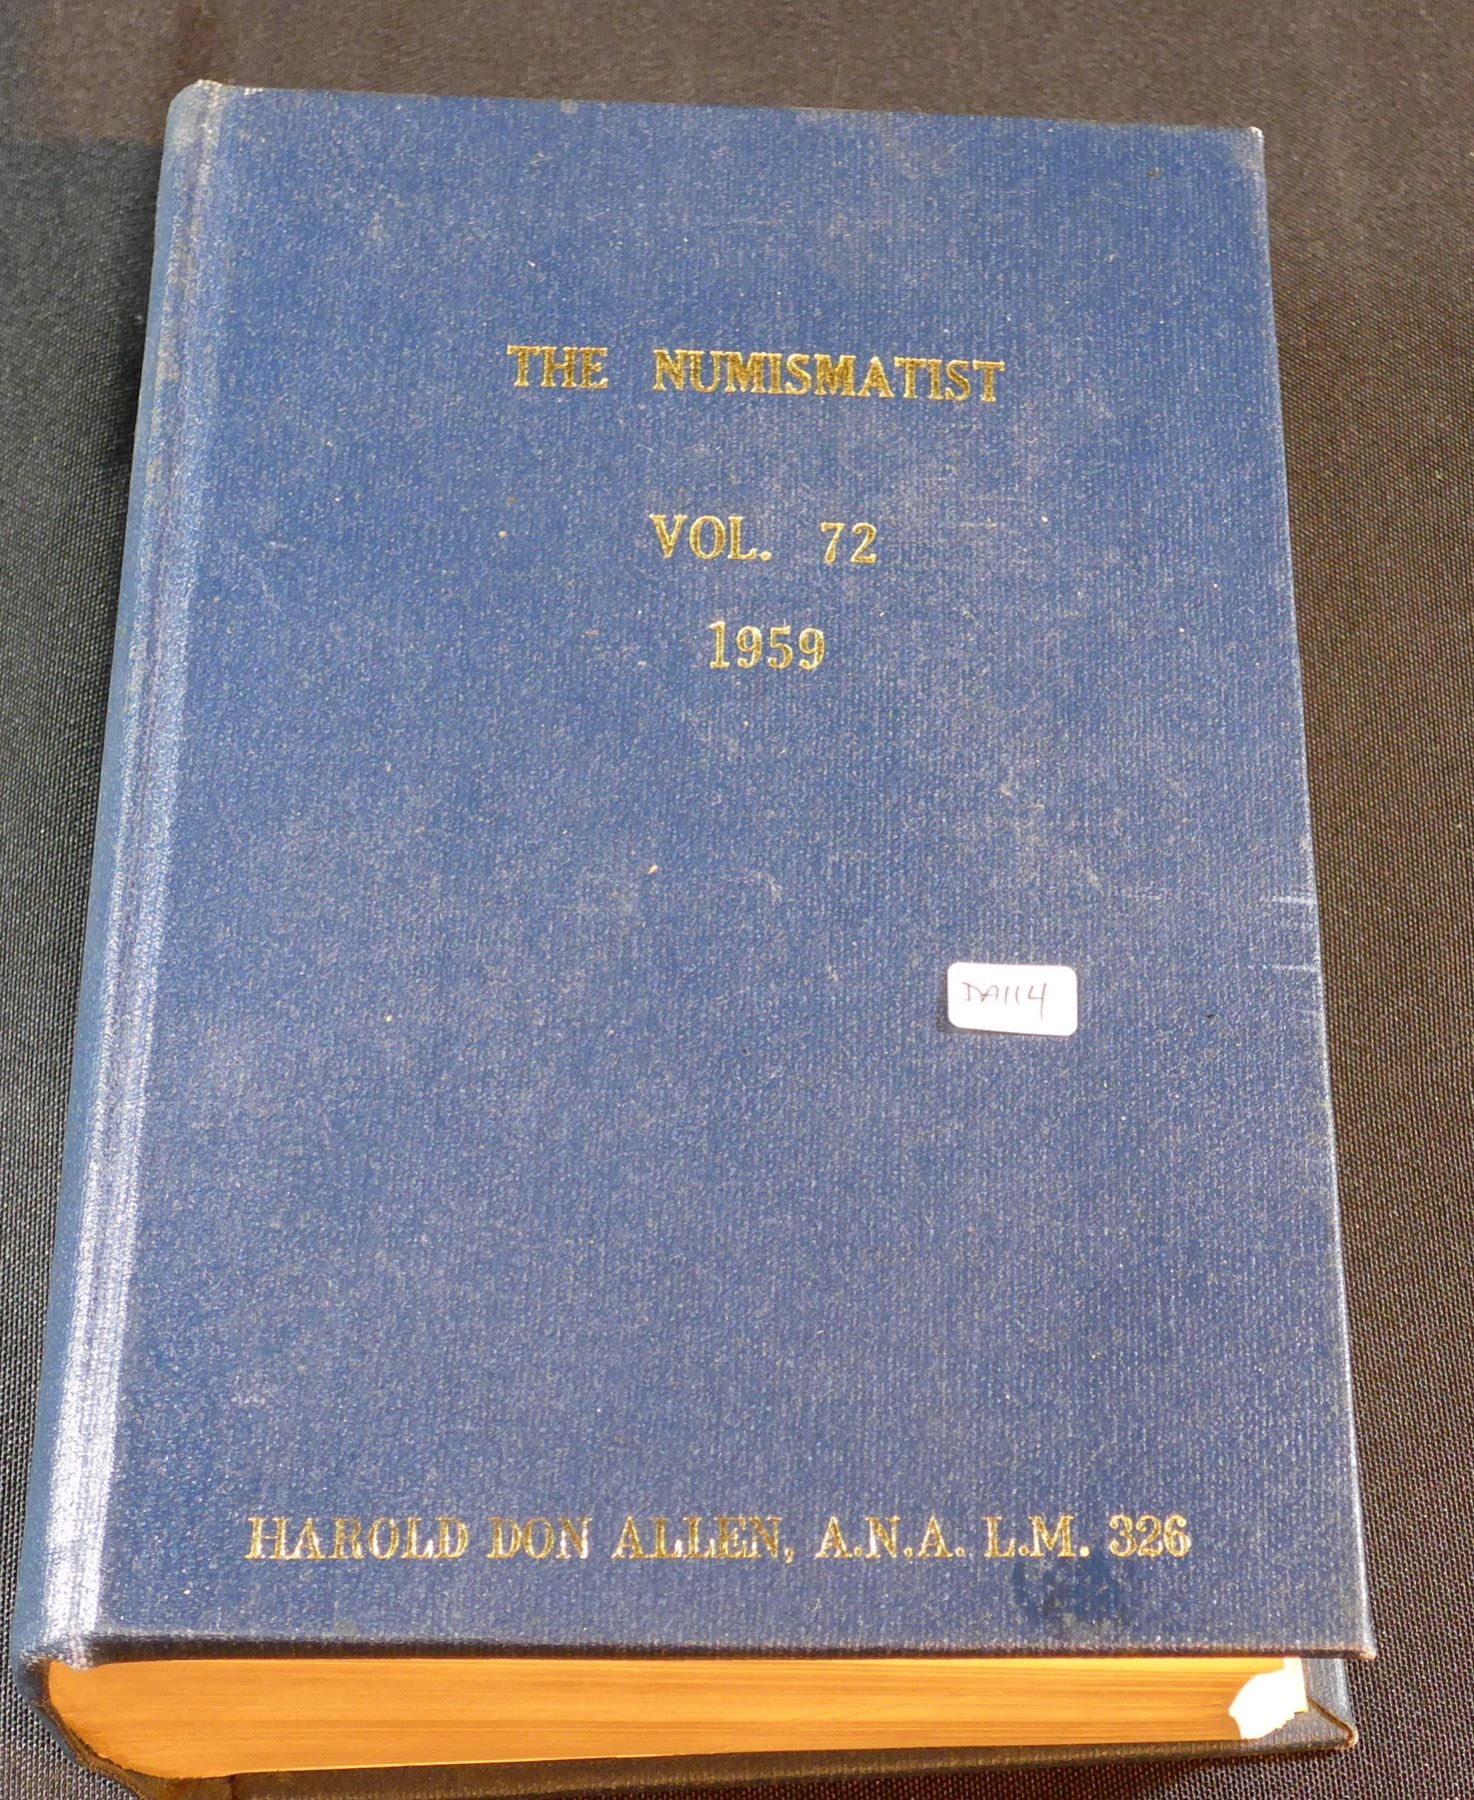 THE NUMISMATIST
VOL. 72
1959
DA114
HAROLD DON ALLEN, A.N.A. L.M. 326